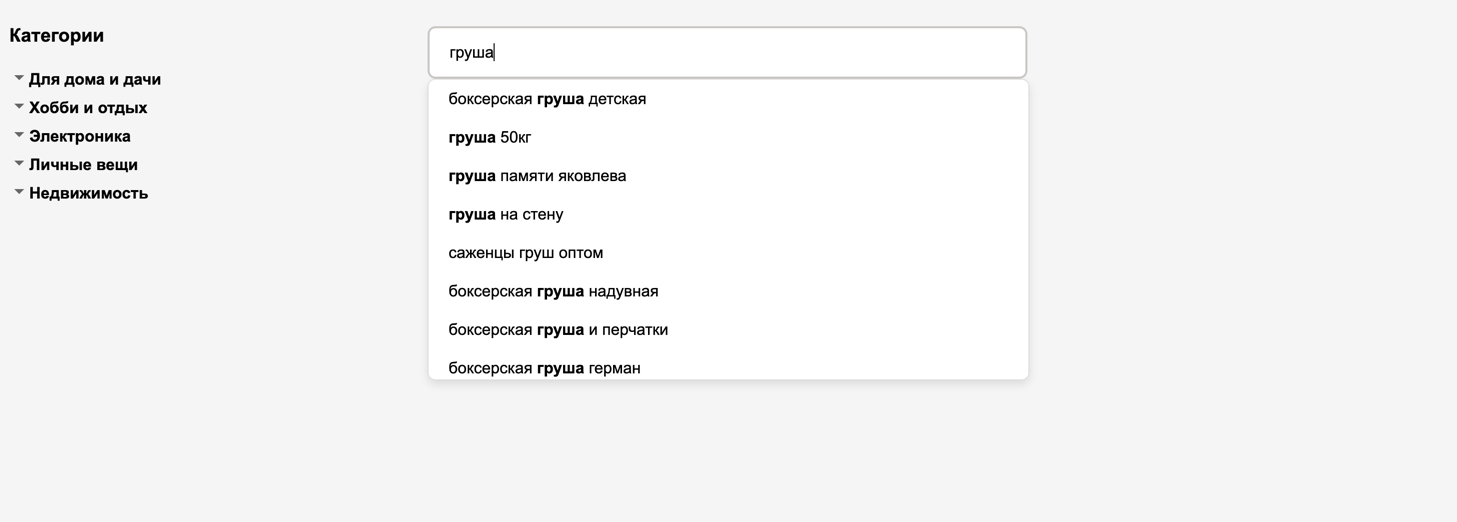 Категории
Для дома и дачи
Хобби и отдых
Электроника
Личные вещи
Недвижимость
груша
боксерская груша детская
груша 50кг
груша памяти яковлева
груша на стену
саженцы груш оптом
боксерская груша надувная
боксерская груша и перчатки
боксерская груша герман